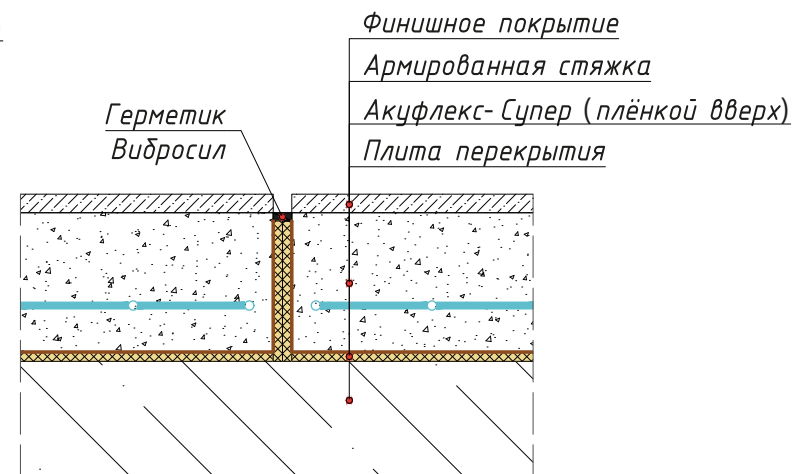 Финишное покрытие
Армированная стяжка
Акуфлекс-Супер (плёнкой вверх)
Плита перекрытия
Герметик
Вибросил